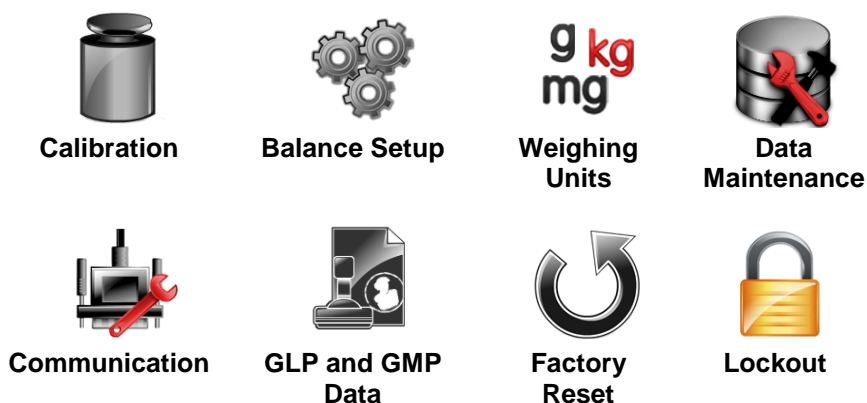 g kg
mg
Calibration
Balance Setup
Weighing
Units
Data
Maintenance
Communication
GLP and GMP
Data
Factory
Reset
Lockout